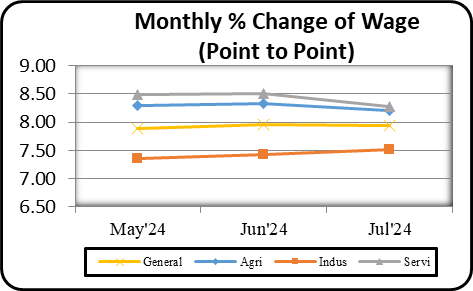 Monthly % Change of Wage
(Point to Point)
9.00
8.50
8.00
7.50
7.00
6.50
May'24 Jun'24 Jul'24
General Agri Indus Servi